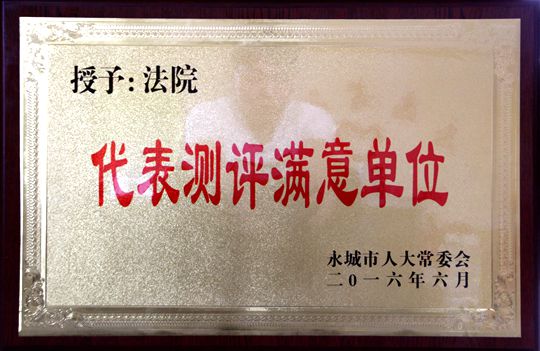 授予:法院
代表测评满意单位
永城市人大常委会
二0一六年六月